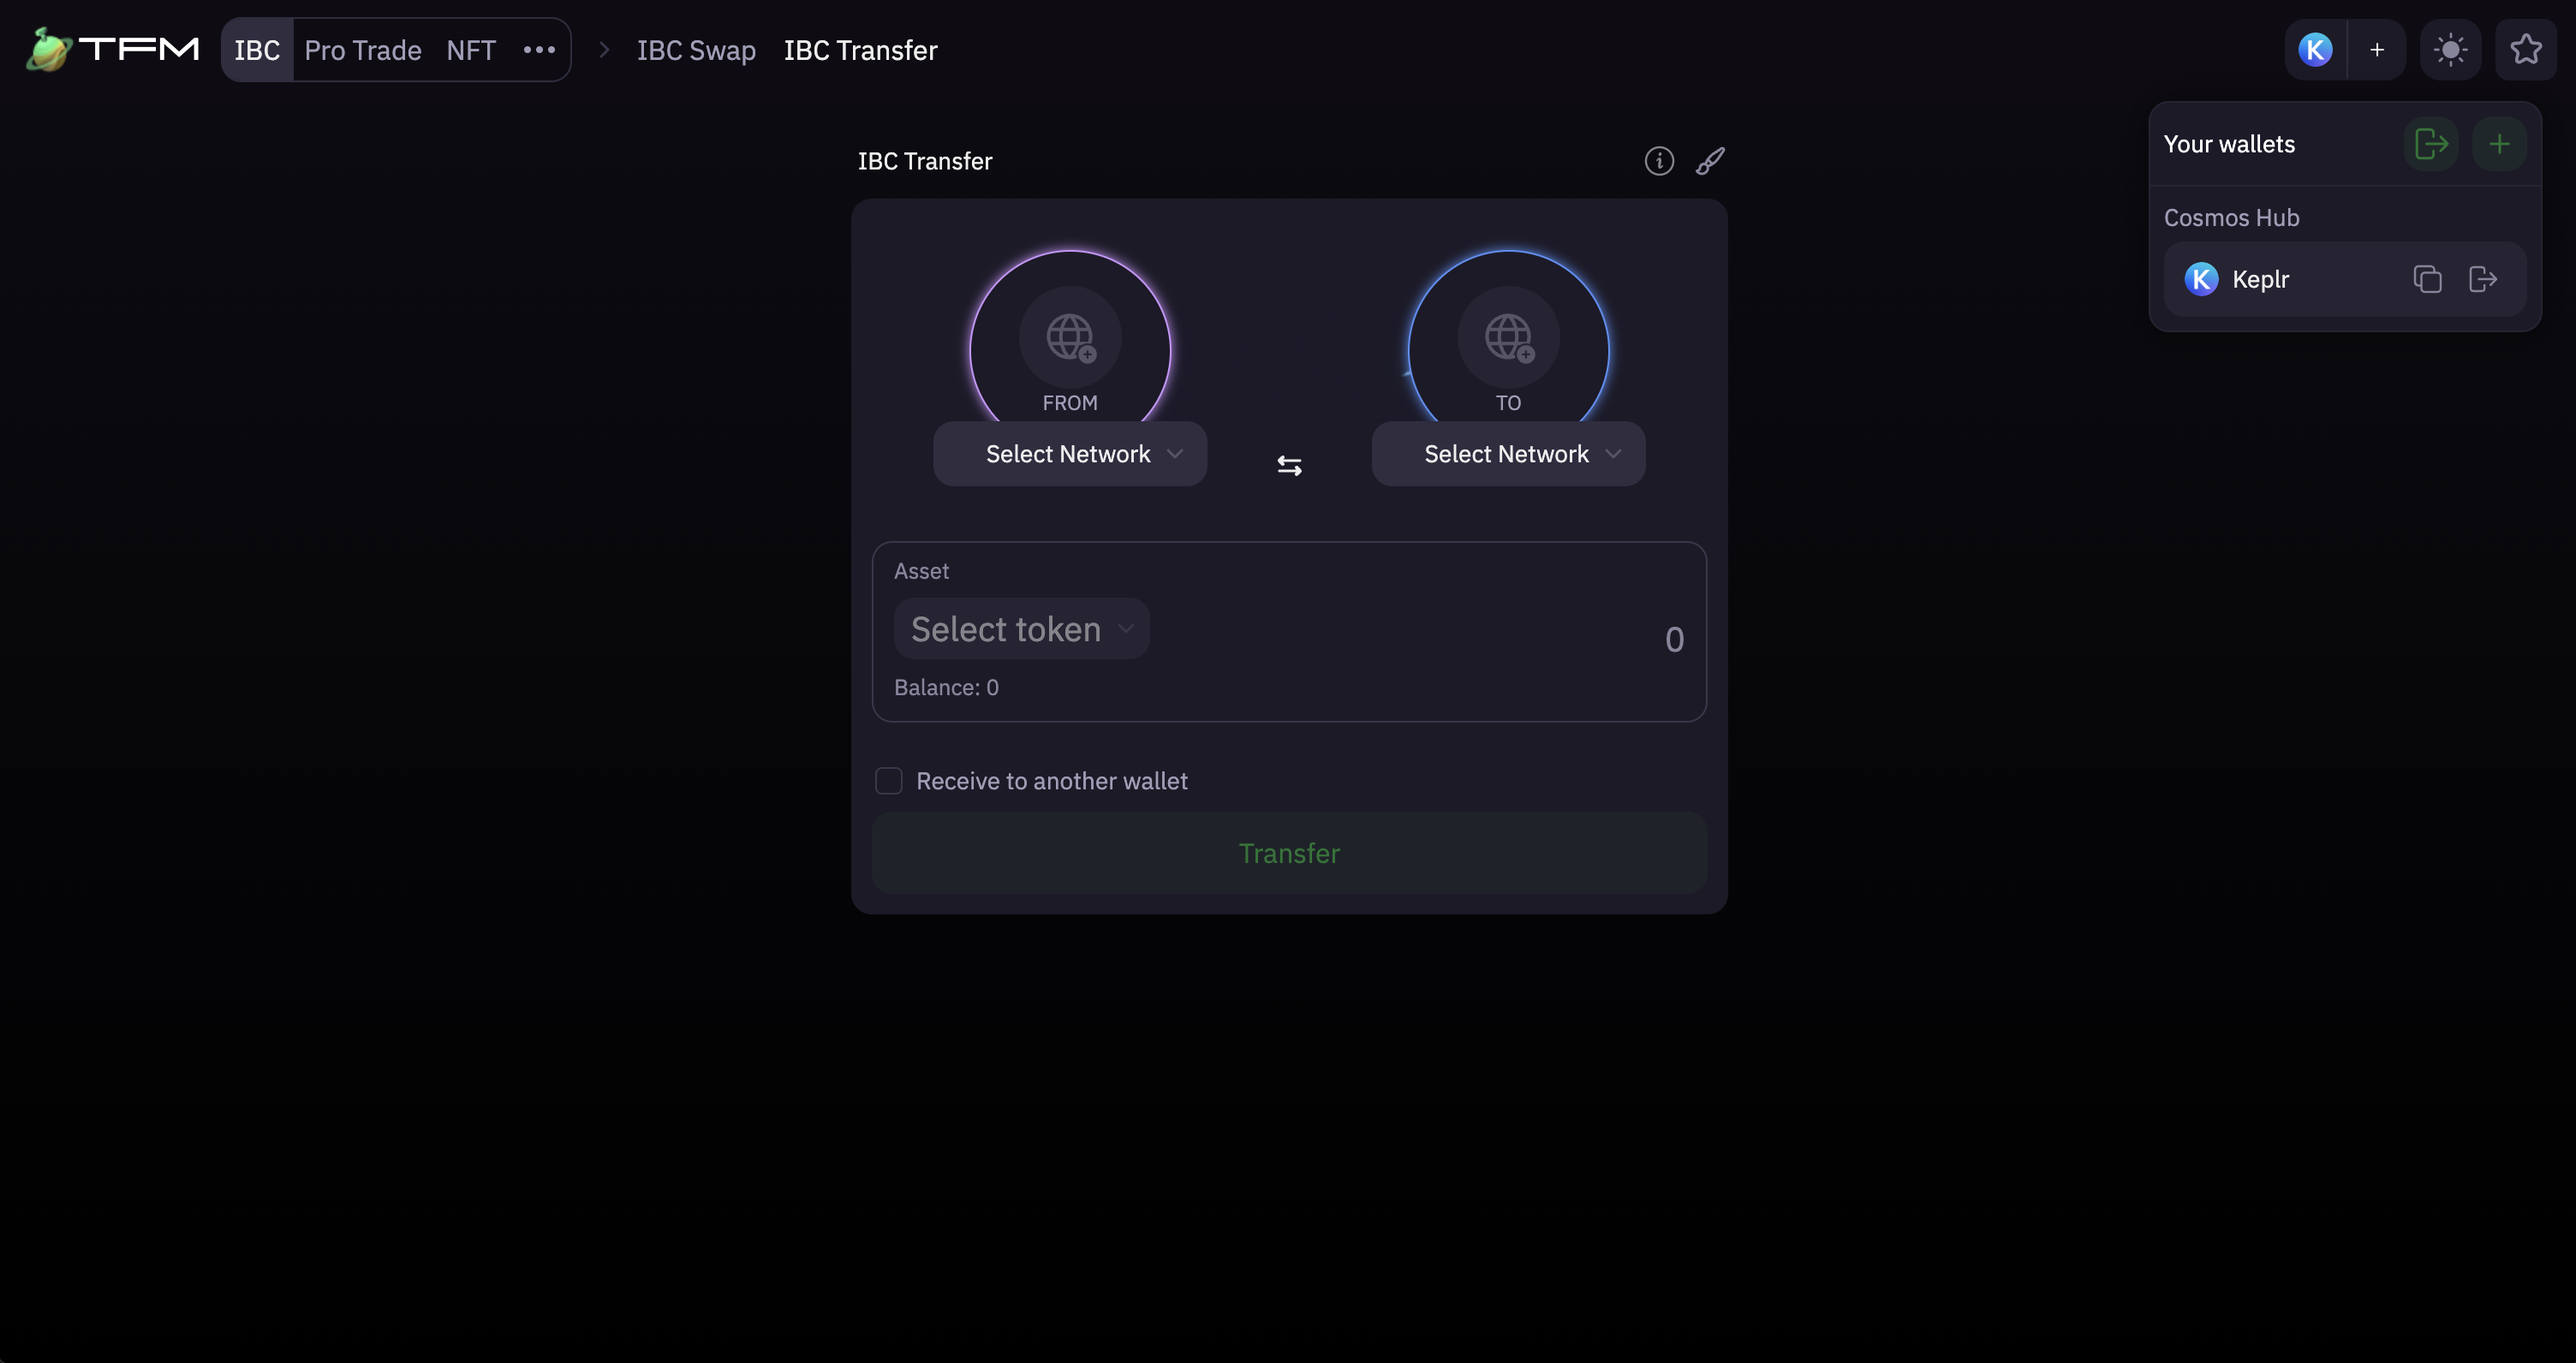 TFM
IBC Pro Trade NFT ••• > IBC Swap IBC Transfer
Your wallets
Cosmos Hub
Keplr
IBC Transfer
FROM
Select Network
TO
Select Network
Asset
Select token
0
Balance: 0
Receive to another wallet
Transfer